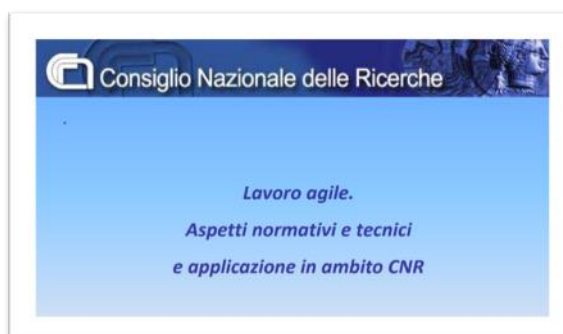 Consiglio Nazionale delle Ricerche
Lavoro agile.
Aspetti normativi e tecnici
e applicazione in ambito CNR